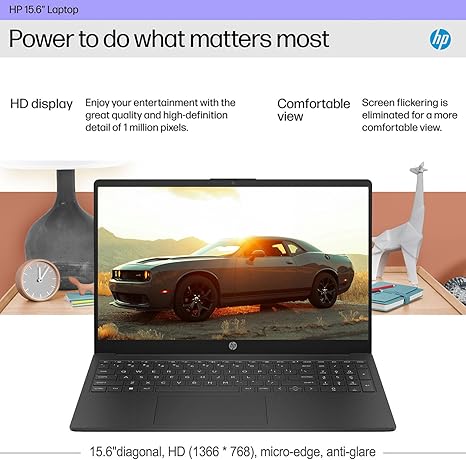 HP 15.6" Laptop
Power to do what matters most
hp
HD display
Enjoy your entertainment with the
great quality and high-definition
detail of 1 million pixels.
Comfortable
view
Screen flickering is
eliminated for a more
comfortable view.
hp
15.6"diagonal, HD (1366 * 768), micro-edge, anti-glare